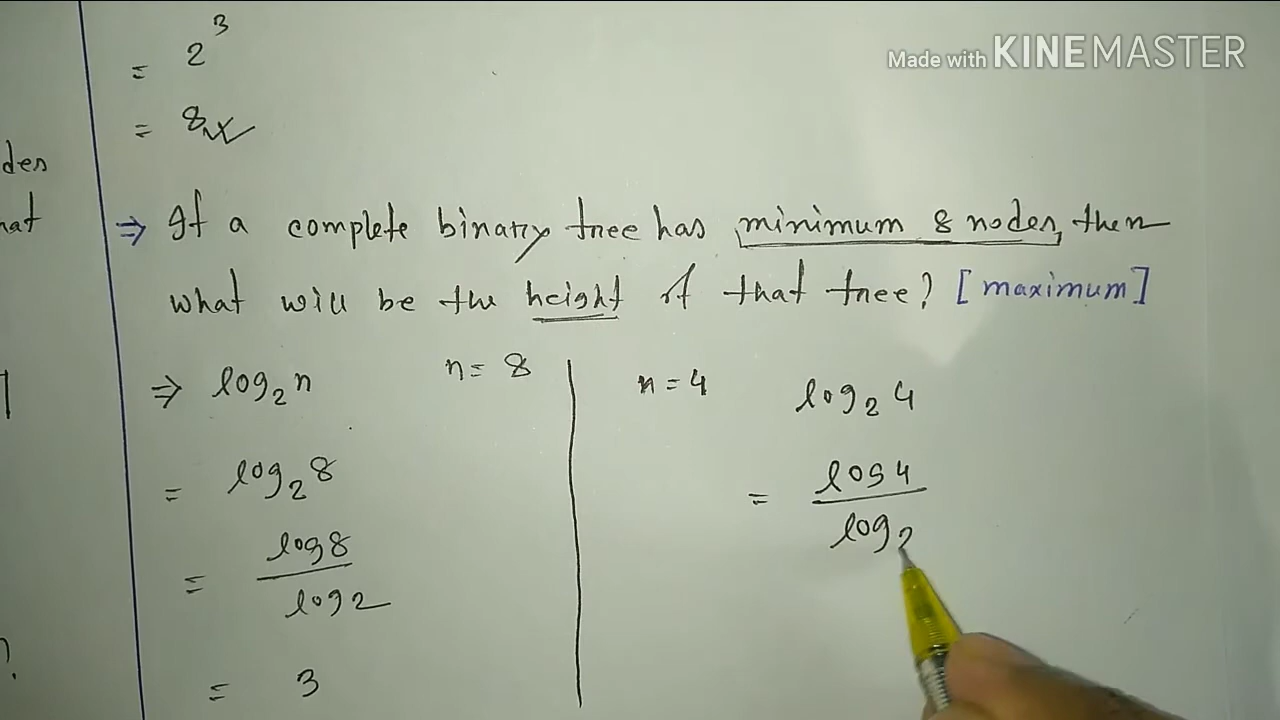 = 2^3
Made with KINEMASTER
= 8
des
hat
⇒ If a complete binary tree has minimum 8 nodes, then
what will be the height of that tree? [maximum]
⇒ log₂n n = 8
= log₂8
= log8 / log2
= 3
n = 4 log₂4
= log4 / log2
?